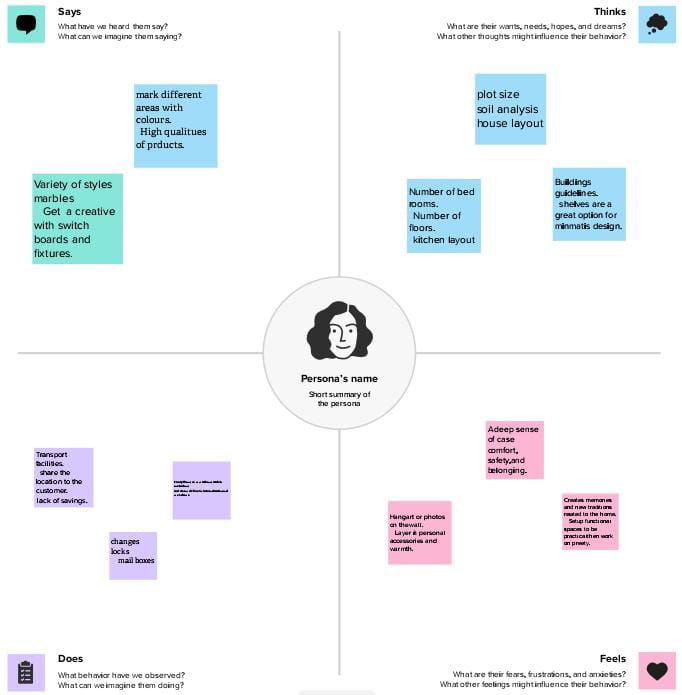 Says
What have we heard them say?
What can we imagine them saying?
Thinks
What are their wants, needs, hopes, and dreams?
What other thoughts might influence their behavior?
mark different
areas with
colours.
High qualitues
of prducts.
Variety of styles
marbles
Get a creative
with switch
boards and
fixtures.
plot size
soil analysis
house layout
Number of bed
rooms.
Number of
floors.
kitchen layout
Buildings
guidelines.
shelves are a
great option for
minmatis design.
Persona's name
Short summary of
the persona
Transport
facilities.
share the
location to the
customer.
lack of savings.
changes
locks
mail boxes
A deep sense
of case
comfort,
safety,and
belonging.
Hang art or photos
on the wall.
Layer it personal
accessories and
warmth.
Creates memories
and new traditions
reated to the home.
Setup functional
spaces to be
practical then work
on preety.
Does
What behavior have we observed?
What can we imagine them doing?
Feels
What are their fears, frustrations, and anxieties?
What other feelings might influence their behavior?